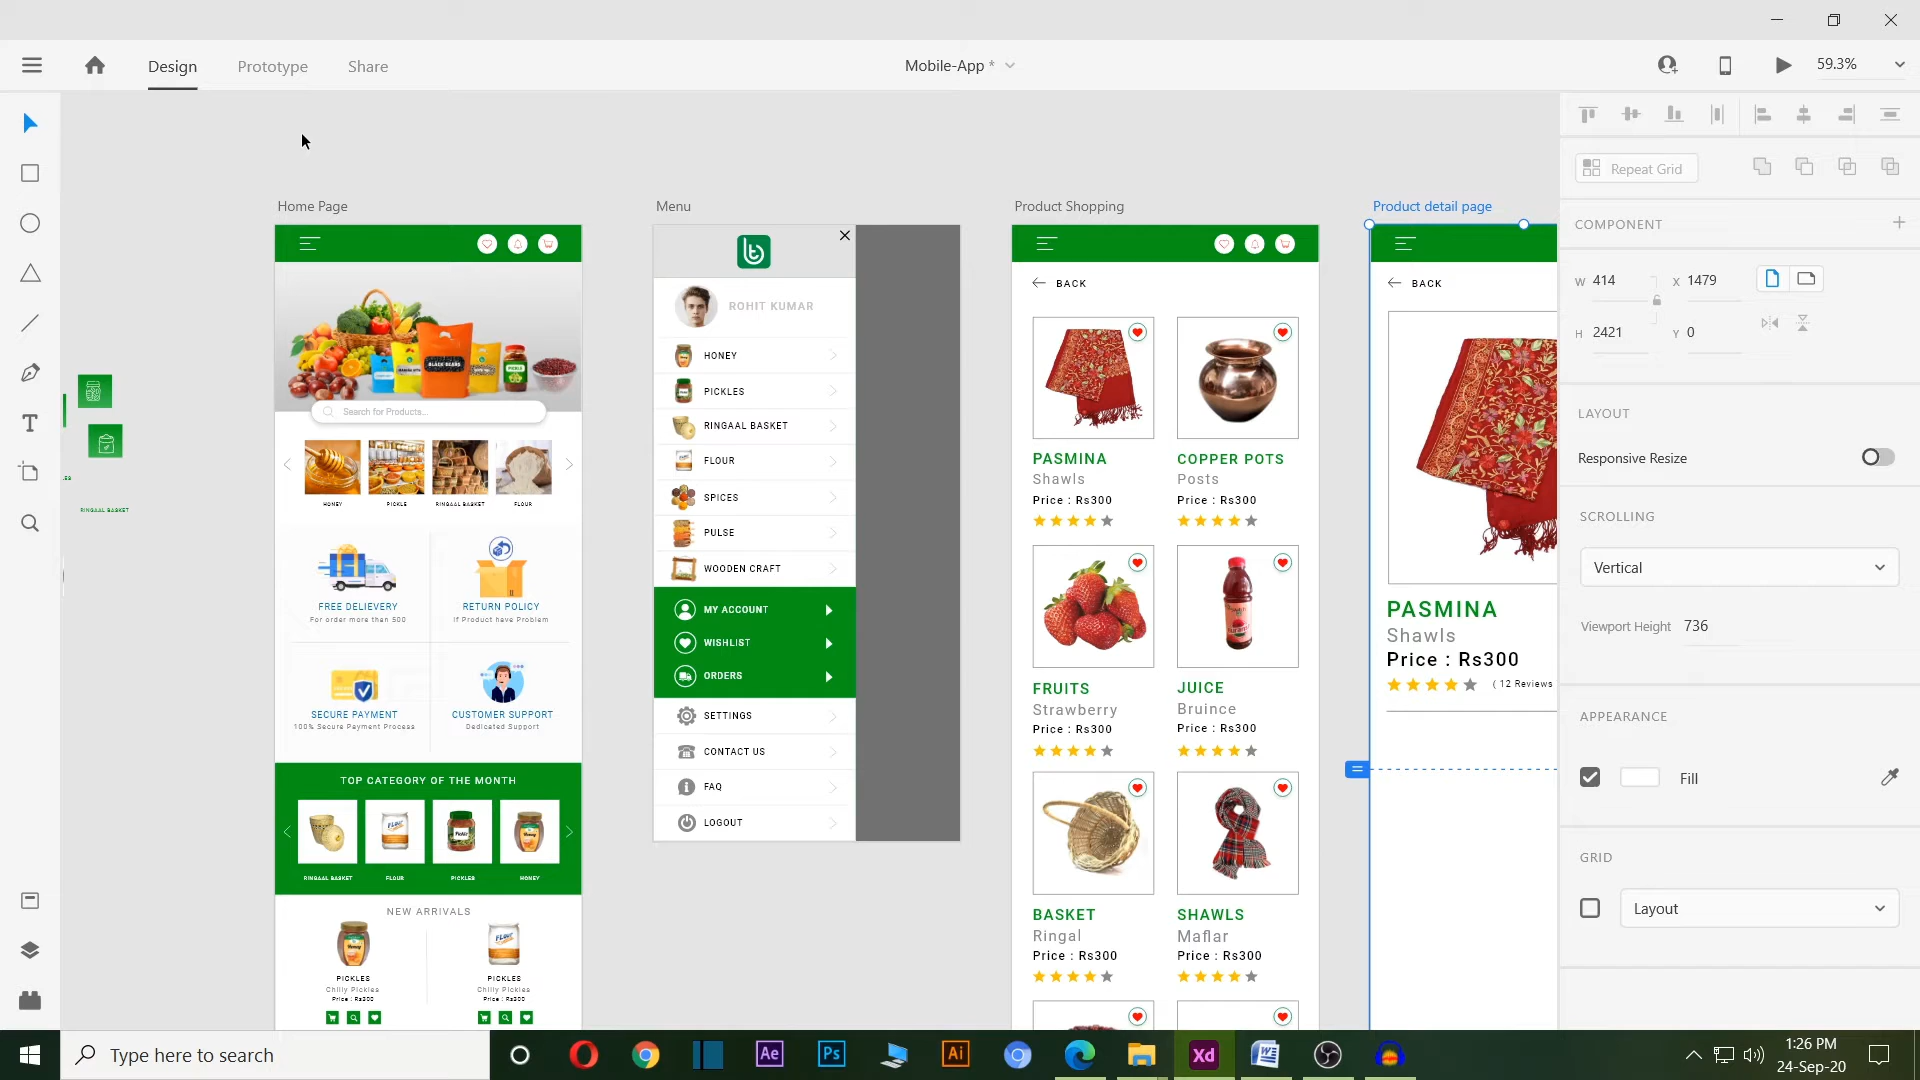 Design
Prototype
Share
Mobile-App *
59.3%
Repeat Grid
COMPONENT
W 414
X 1479
H 2421
Y 0
LAYOUT
Responsive Resize
SCROLLING
Vertical
Viewport Height 736
APPEARANCE
Fill
GRID
Layout
RINGAAL BASKET
Home Page
Search for Products...
HONEY
PICKLE
RINGAAL BASKET
FLOUR
FREE DELIEVERY
For order more than 500
RETURN POLICY
If Product have Problem
SECURE PAYMENT
100% Secure Payment Process
CUSTOMER SUPPORT
Dedicated Support
TOP CATEGORY OF THE MONTH
RINGAAL BASKET
FLOUR
PICKLES
HONEY
NEW ARRIVALS
PICKLES
Chilly Pickles
Price : Rs300
PICKLES
Chilly Pickles
Price : Rs300
Menu
ROHIT KUMAR
HONEY
PICKLES
RINGAAL BASKET
FLOUR
SPICES
PULSE
WOODEN CRAFT
MY ACCOUNT
WISHLIST
ORDERS
SETTINGS
CONTACT US
FAQ
LOGOUT
Product Shopping
BACK
PASMINA
Shawls
Price : Rs300
COPPER POTS
Posts
Price : Rs300
FRUITS
Strawberry
Price : Rs300
JUICE
Bruince
Price : Rs300
BASKET
Ringal
Price : Rs300
SHAWLS
Maflar
Price : Rs300
Product detail page
BACK
PASMINA
Shawls
Price : Rs300
( 12 Reviews
Type here to search
Ae
Ps
Ai
Xd
1:26 PM
24-Sep-20